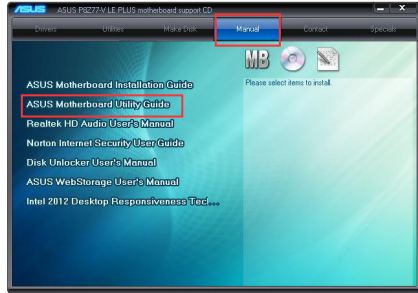 ASUS ASUS P8Z77-V LE PLUS motherboard support CD
Drivers Utilities Make Disk Manual Contact Specials
MB
Please select items to install.
ASUS Motherboard Installation Guide
ASUS Motherboard Utility Guide
Realtek HD Audio User's Manual
Norton Internet Security User Guide
Disk Unlocker User's Manual
ASUS WebStorage User's Manual
Intel 2012 Desktop Responsiveness Tecl...